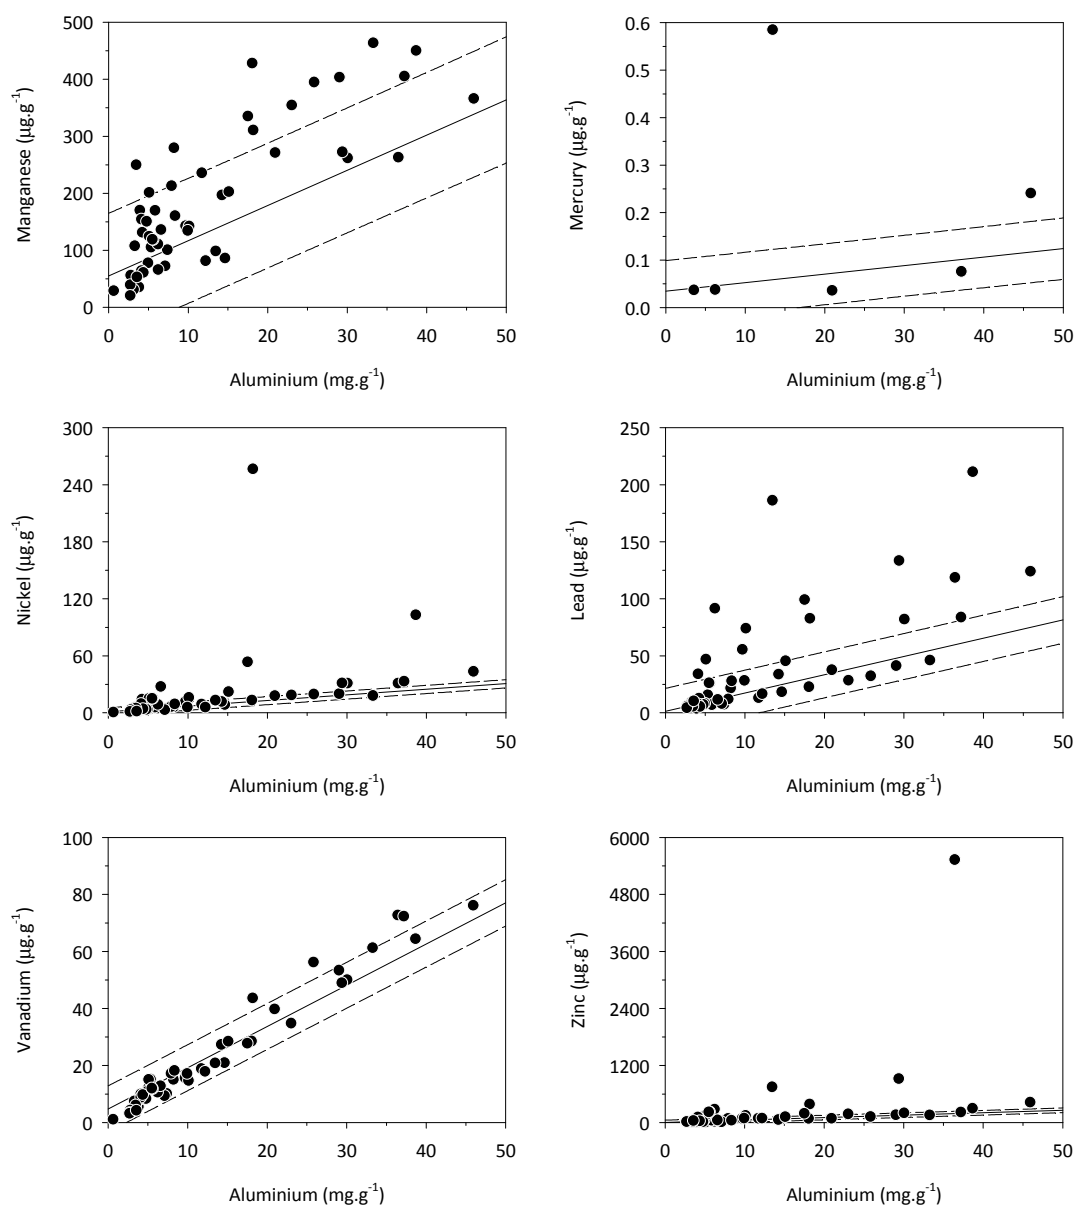 Manganese (µg.g⁻¹)
500
400
300
200
100
0
0 10 20 30 40 50
Aluminium (mg.g⁻¹)
Mercury (µg.g⁻¹)
0.6
0.5
0.4
0.3
0.2
0.1
0.0
0 10 20 30 40 50
Aluminium (mg.g⁻¹)
Nickel (µg.g⁻¹)
300
240
180
120
60
0
0 10 20 30 40 50
Aluminium (mg.g⁻¹)
Lead (µg.g⁻¹)
250
200
150
100
50
0
0 10 20 30 40 50
Aluminium (mg.g⁻¹)
Vanadium (µg.g⁻¹)
100
80
60
40
20
0
0 10 20 30 40 50
Aluminium (mg.g⁻¹)
Zinc (µg.g⁻¹)
6000
4800
3600
2400
1200
0
0 10 20 30 40 50
Aluminium (mg.g⁻¹)